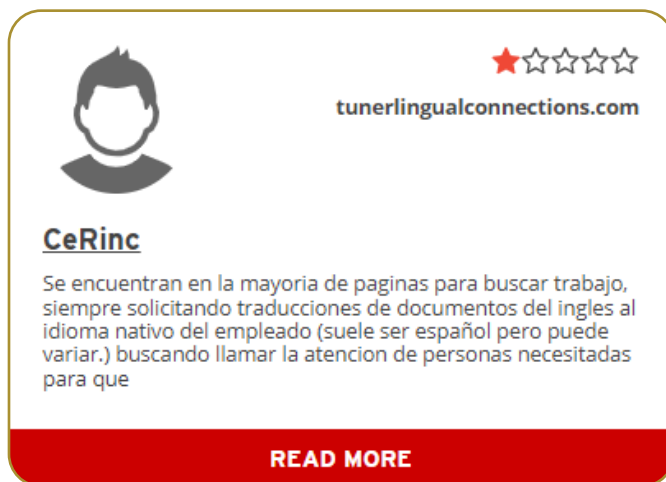 tunerlingualconnections.com
CeRinc
Se encuentran en la mayoria de paginas para buscar trabajo,
siempre solicitando traducciones de documentos del ingles al
idioma nativo del empleado (suele ser español pero puede
variar.) buscando llamar la atencion de personas necesitadas
para que
READ MORE